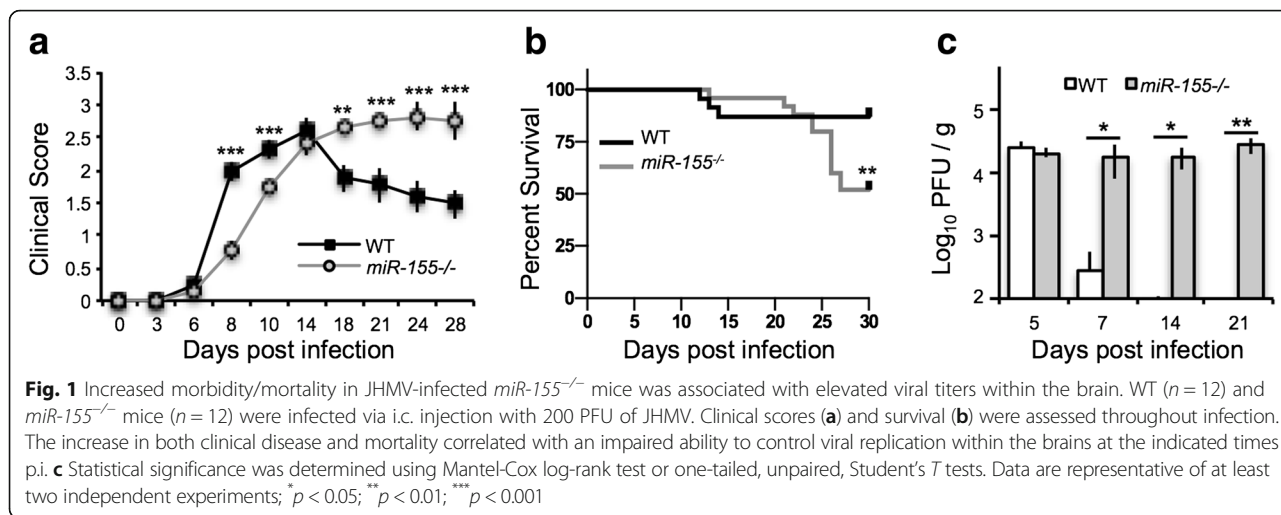 a
b
c
3.5
3
2.5
2
1.5
1
0.5
0
Clinical Score
***
***
**
***
***
***
WT
miR-155-/-
0 3 6 8 10 14 18 21 24 28
Days post infection
100
75
50
25
0
Percent Survival
WT
miR-155⁻/⁻
**
0 5 10 15 20 25 30
Days post infection
WT miR-155-/-
5
4
3
2
Log₁₀ PFU / g
* * **
5 7 14 21
Days post infection
Fig. 1 Increased morbidity/mortality in JHMV-infected miR-155⁻/⁻ mice was associated with elevated viral titers within the brain. WT (n = 12) and
miR-155⁻/⁻ mice (n = 12) were infected via i.c. injection with 200 PFU of JHMV. Clinical scores (a) and survival (b) were assessed throughout infection.
The increase in both clinical disease and mortality correlated with an impaired ability to control viral replication within the brains at the indicated times
p.i. c Statistical significance was determined using Mantel-Cox log-rank test or one-tailed, unpaired, Student's T tests. Data are representative of at least
two independent experiments; *p < 0.05; **p < 0.01; ***p < 0.001